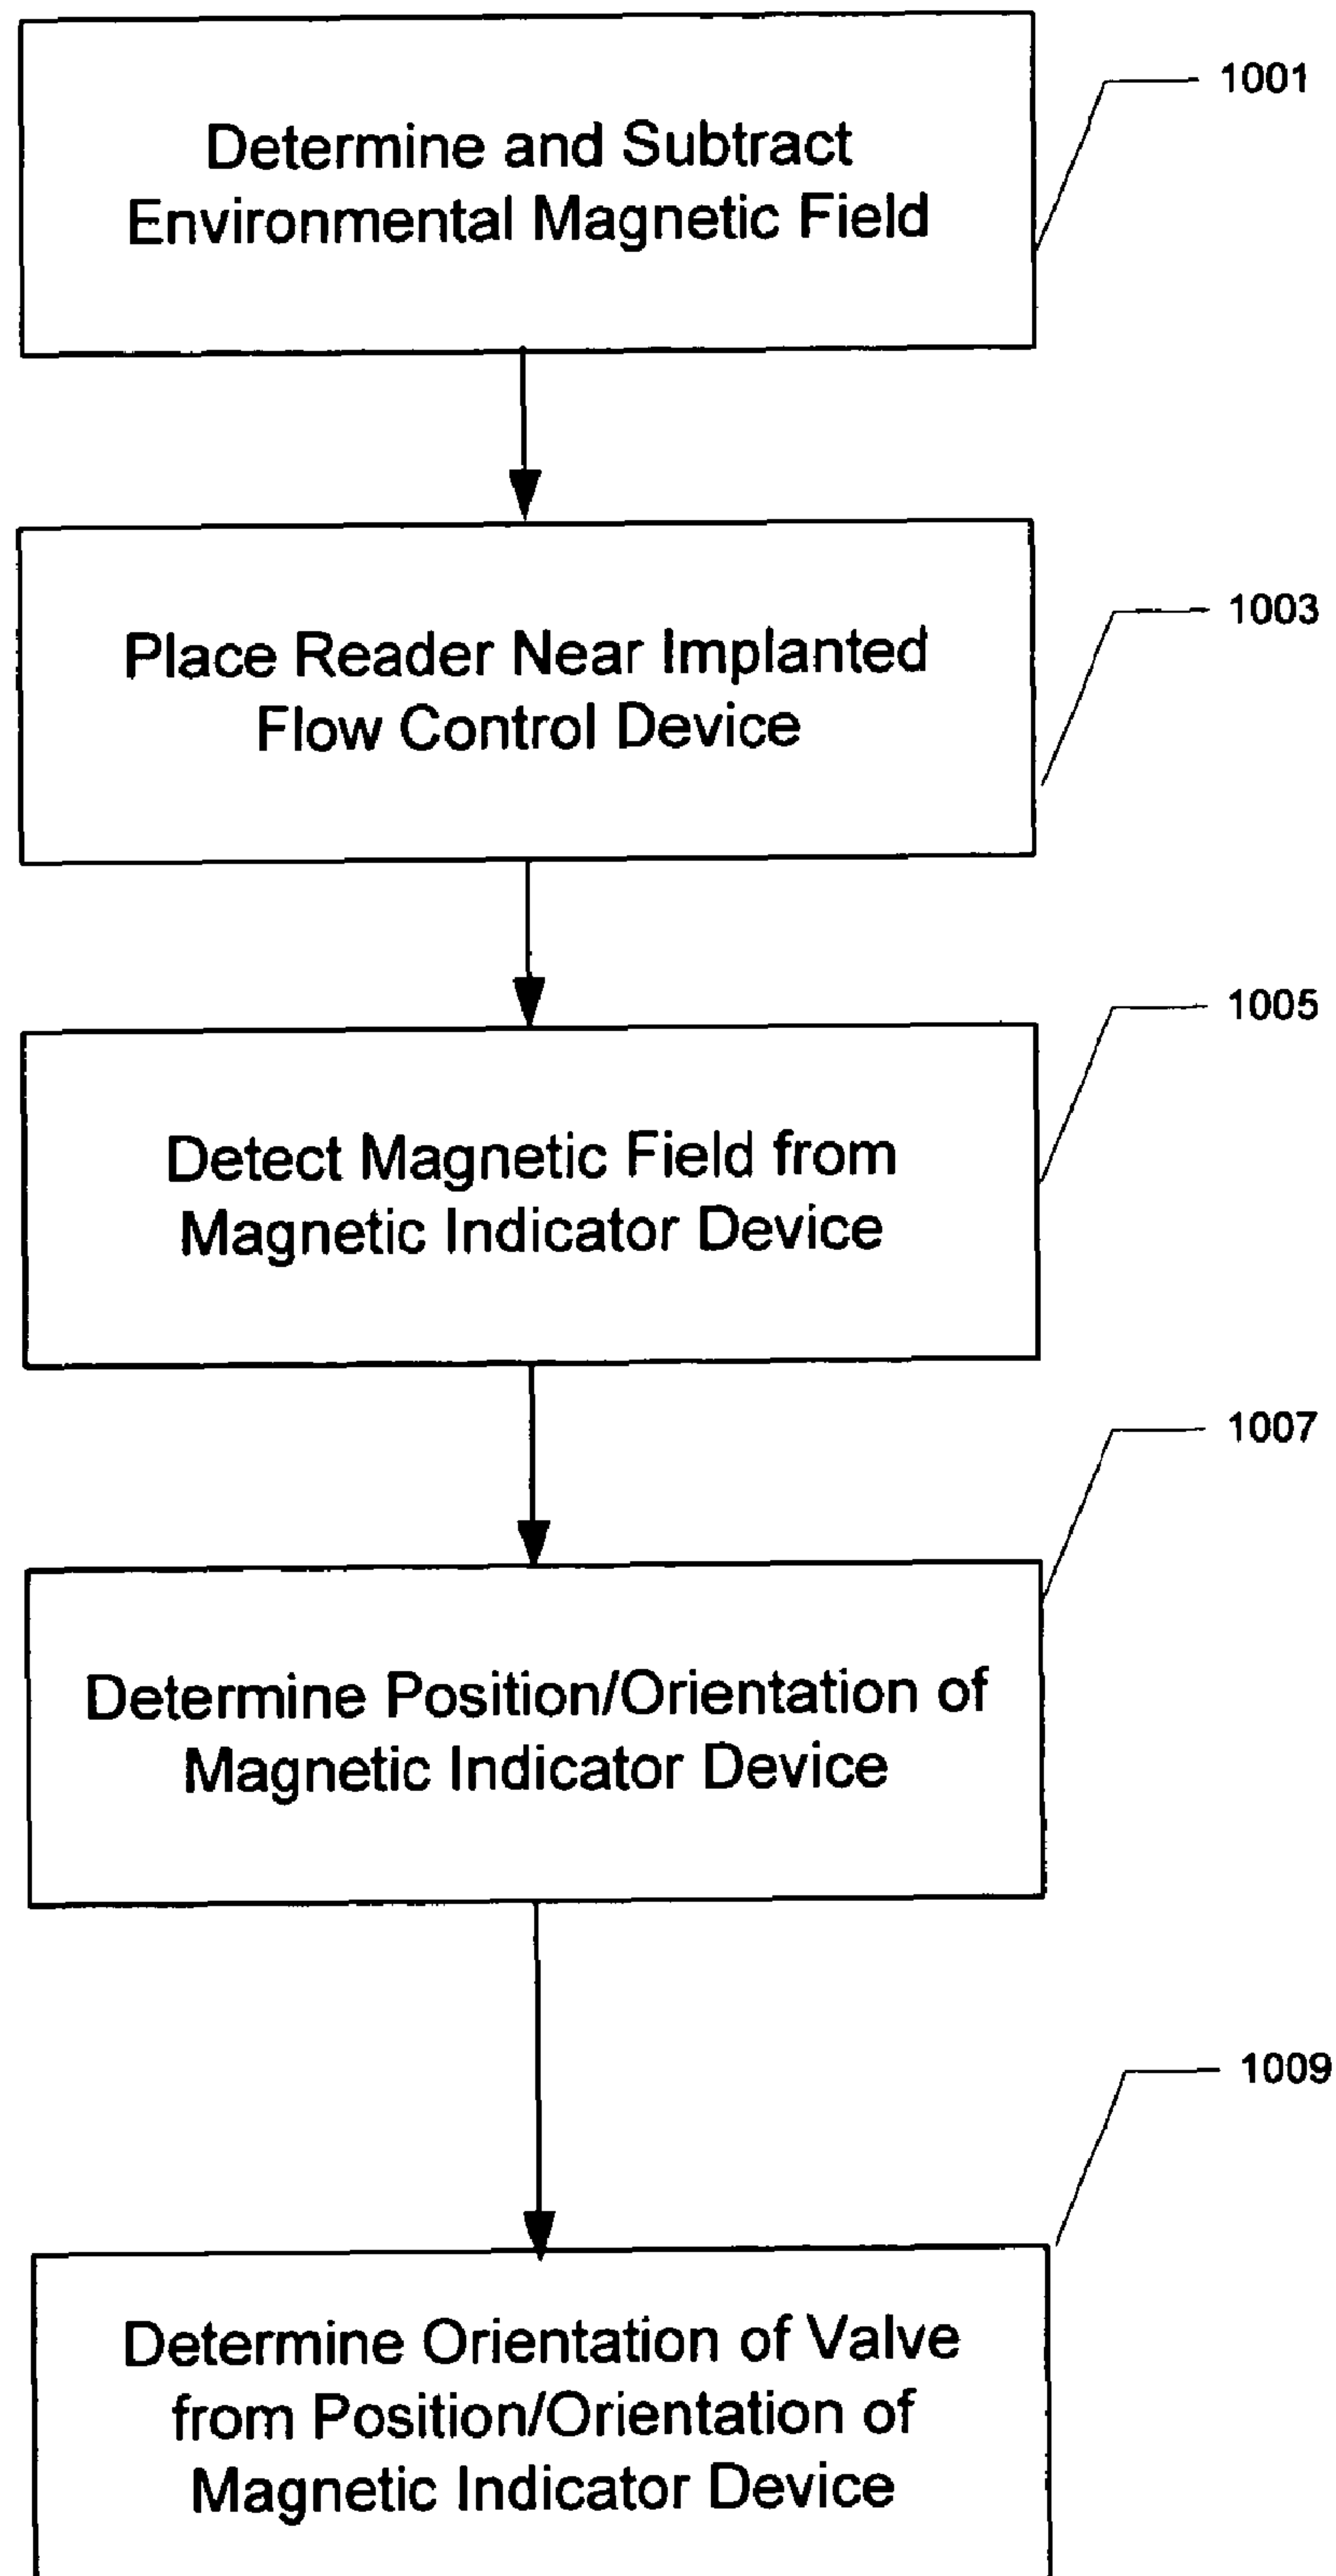 Determine and Subtract
Environmental Magnetic Field
1001
Place Reader Near Implanted
Flow Control Device
1003
Detect Magnetic Field from
Magnetic Indicator Device
1005
Determine Position/Orientation of
Magnetic Indicator Device
1007
Determine Orientation of Valve
from Position/Orientation of
Magnetic Indicator Device
1009